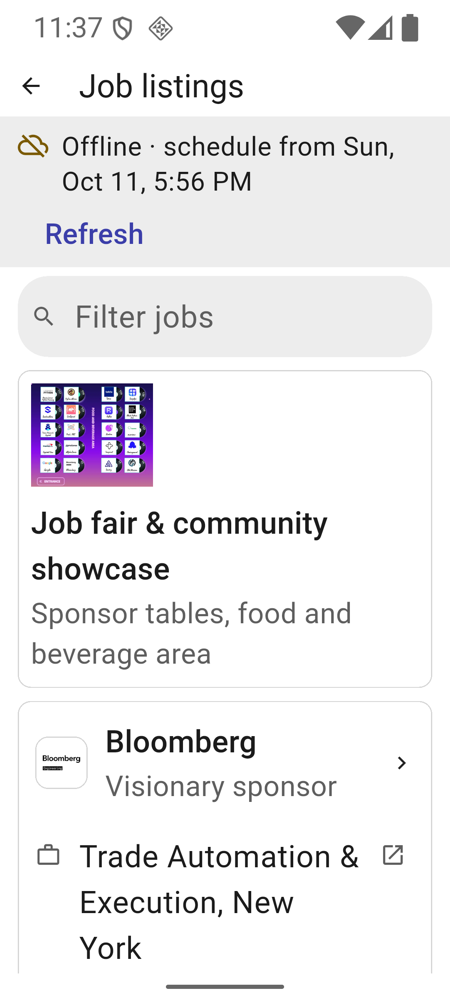 11:37
Job listings
Offline · schedule from Sun,
Oct 11, 5:56 PM
Refresh
Filter jobs
Job fair & community
showcase
Sponsor tables, food and
beverage area
Bloomberg
Bloomberg
Visionary sponsor
Trade Automation &
Execution, New
York